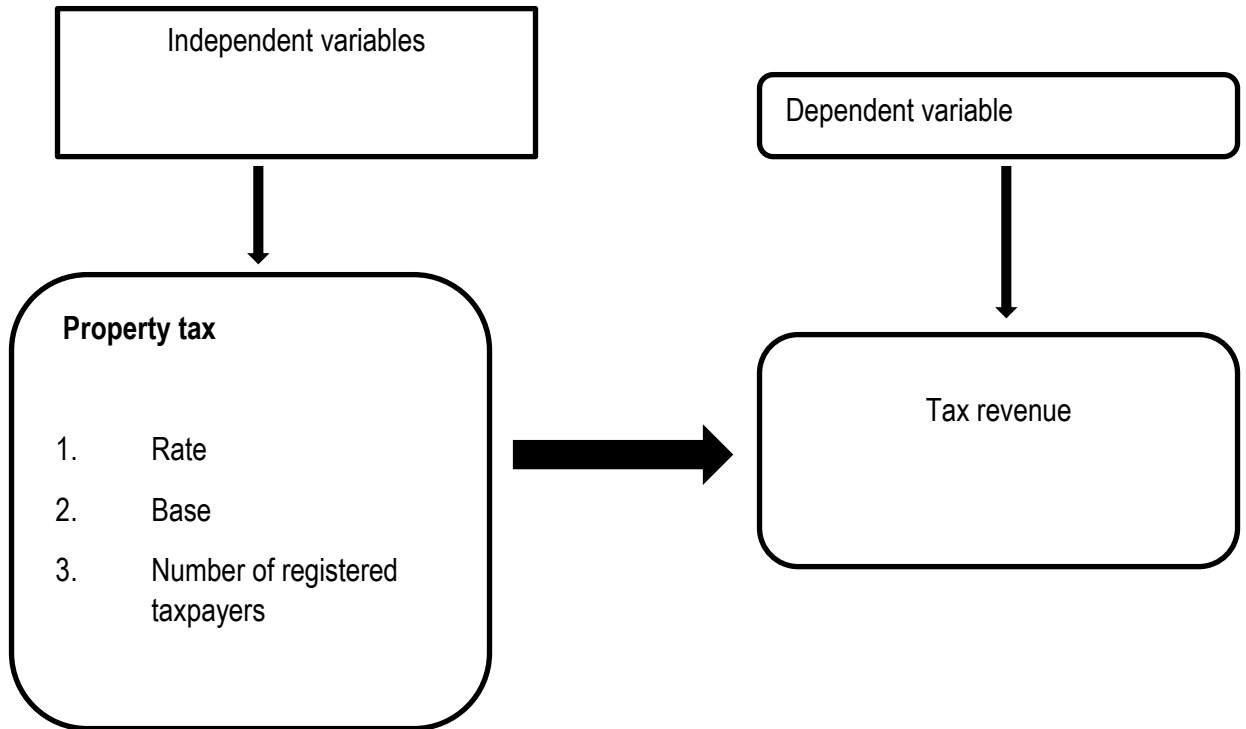 Independent variables
Dependent variable
Property tax
1. Rate
2. Base
3. Number of registered
taxpayers
Tax revenue